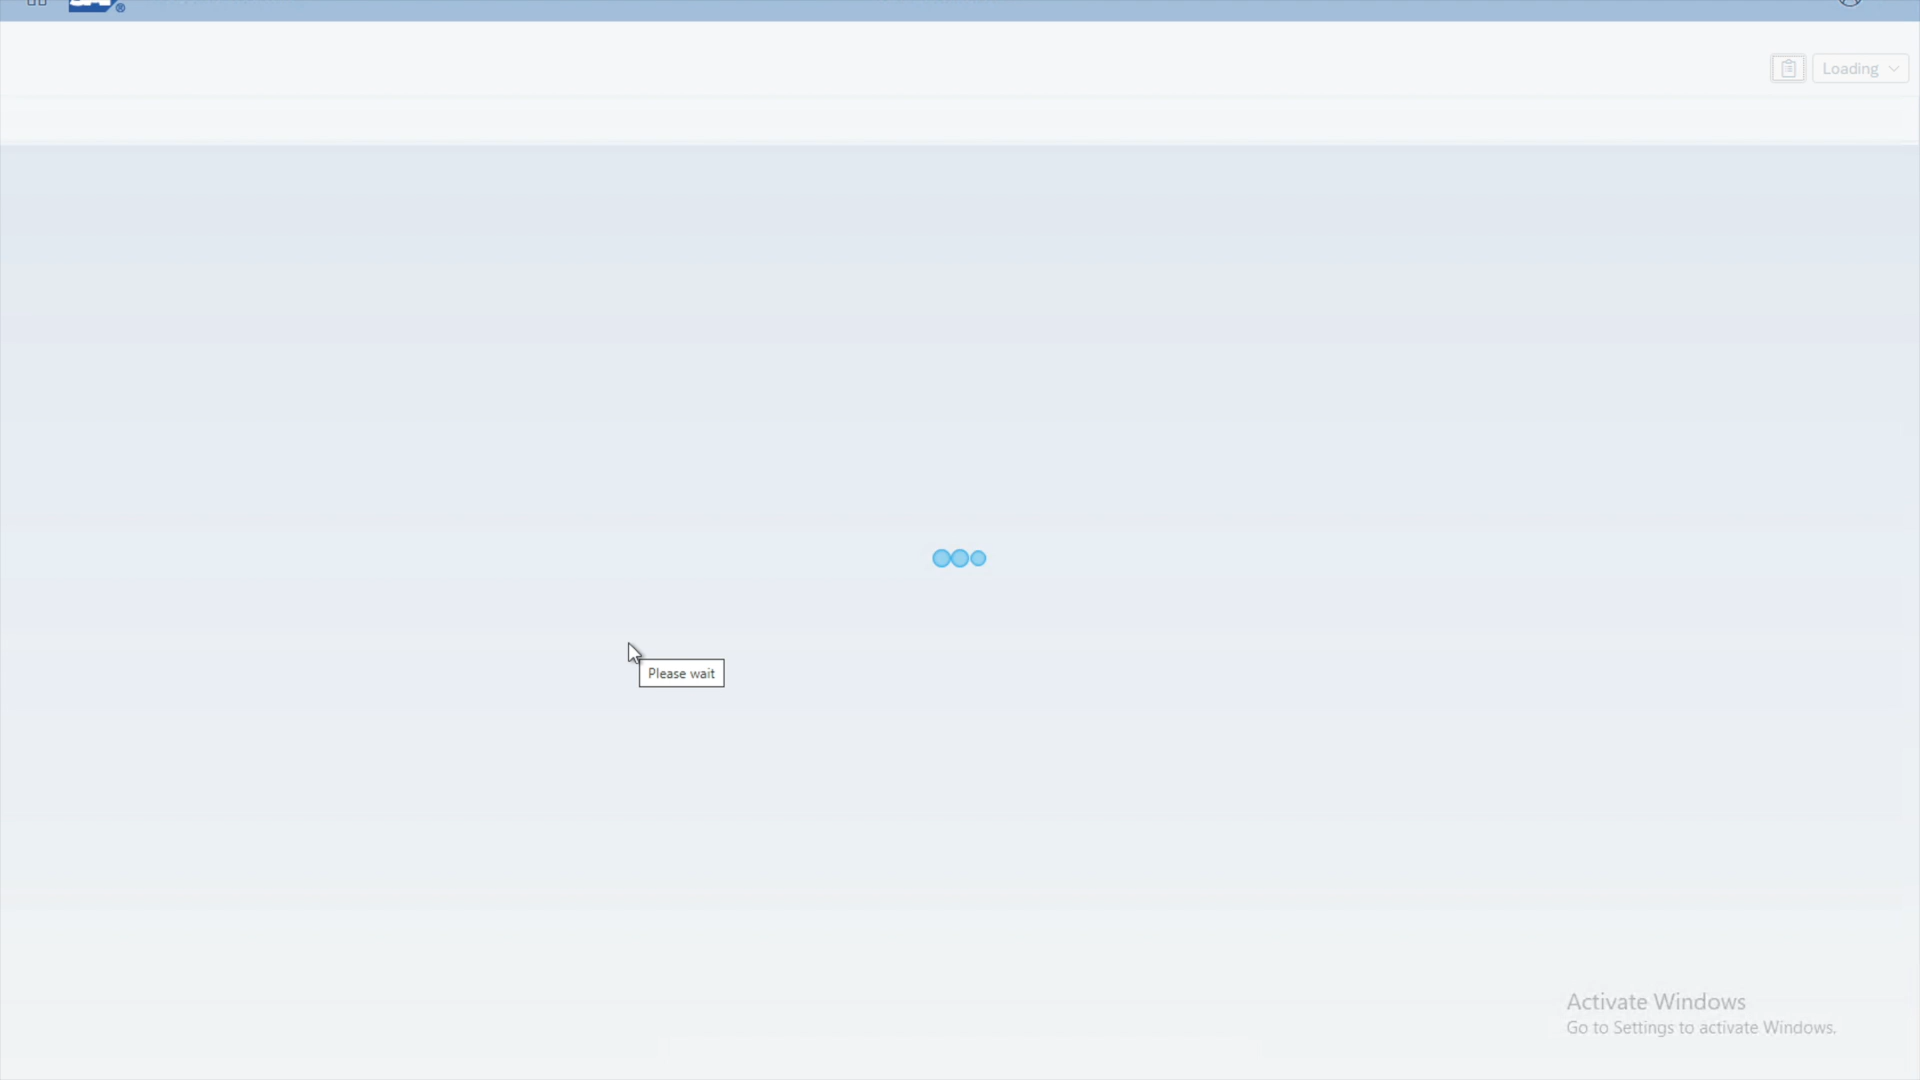 Loading
Please wait
Activate Windows
Go to Settings to activate Windows.